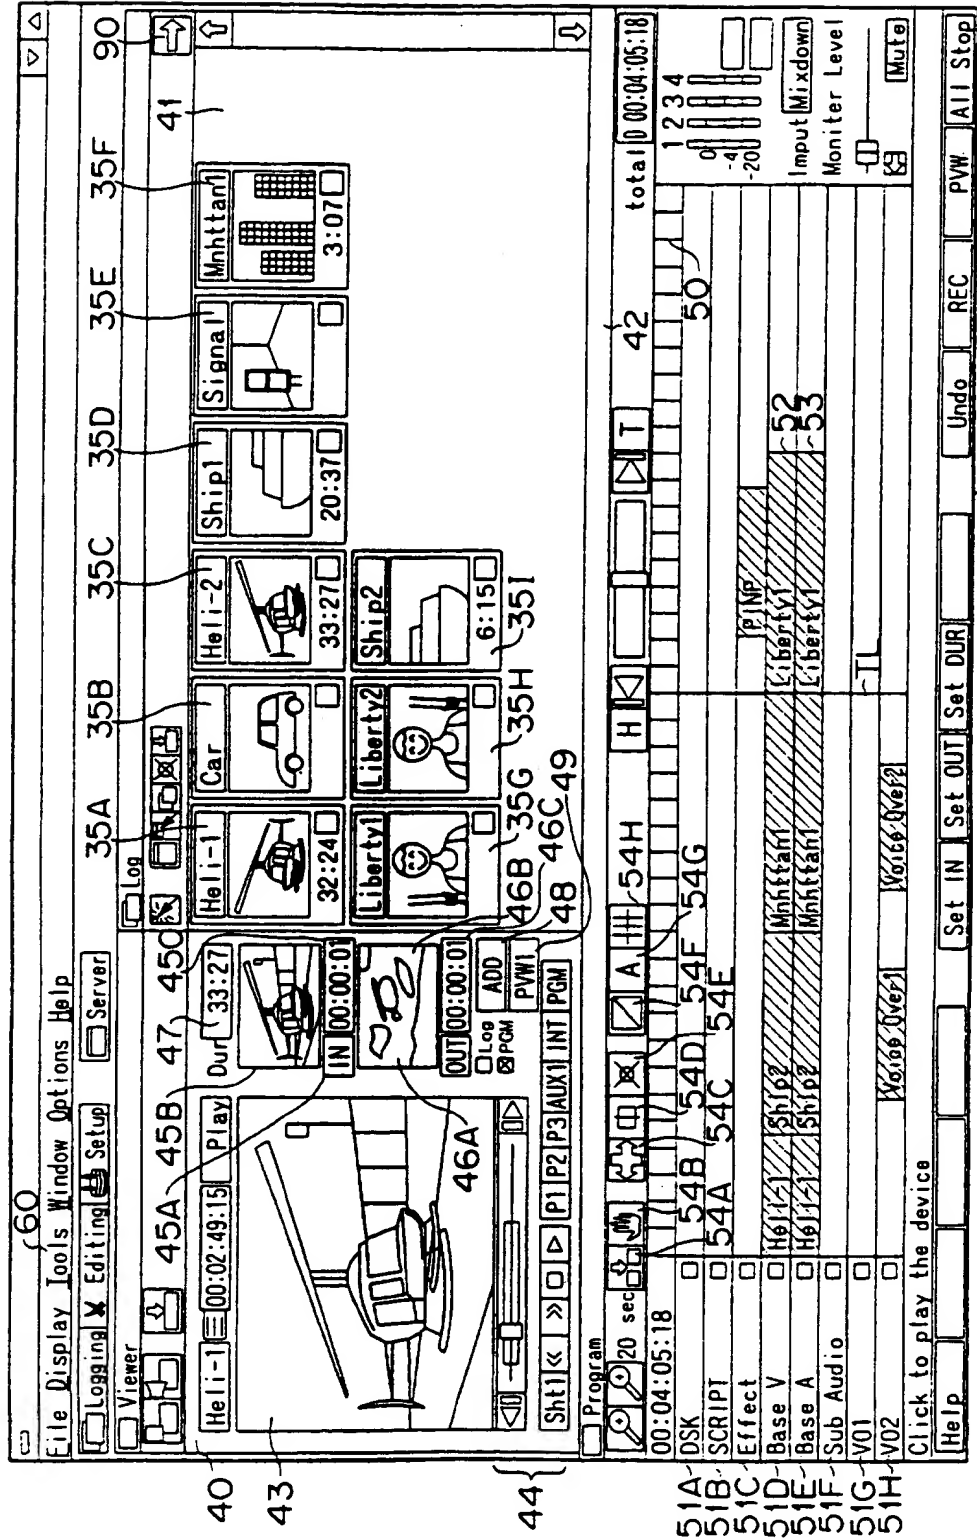 60
File Display Tools Window Options Help
Logging Editing Setup Server
Viewer
Log
90
40
43
44
45A
45B
47
450
Heli-1 00:02:49:15 Play
Dur 33:27
IN 00:00:01
46A
OUT 00:00:01
Log
PGM
ADD
PVW1
Sht1 << >> P1 P2 P3 AUX1 INT PGM
35A
35B
35C
35D
35E
35F
41
Heli-1
32:24
Car
Heli-2
33:27
Ship1
20:37
Signal
Mnhttan1
3:07
Liberty1
Liberty2
Ship2
6:15
35G
35H
35I
46B
46C
48
49
Program
20 sec
A
H
T
42
total D 00:04:05:18
00:04:05:18
54A
54B
54C
54D
54E
54F
54G
54H
50
51A DSK
51B SCRIPT
51C Effect
PINP
51D Base V
Heli-1 Ship2 Mnhttan1 Liberty1
52
51E Base A
Heli-1 Ship2 Mnhttan1 Liberty1
53
51F Sub Audio
51G V01
TL
51H V02
Voice Over1 Voice Over2
1 2 3 4
0
-4
-20
Imput Mixdown
Moniter Level
Mute
Click to play the device
Help Set IN Set OUT Set DUR Undo REC PVW All Stop